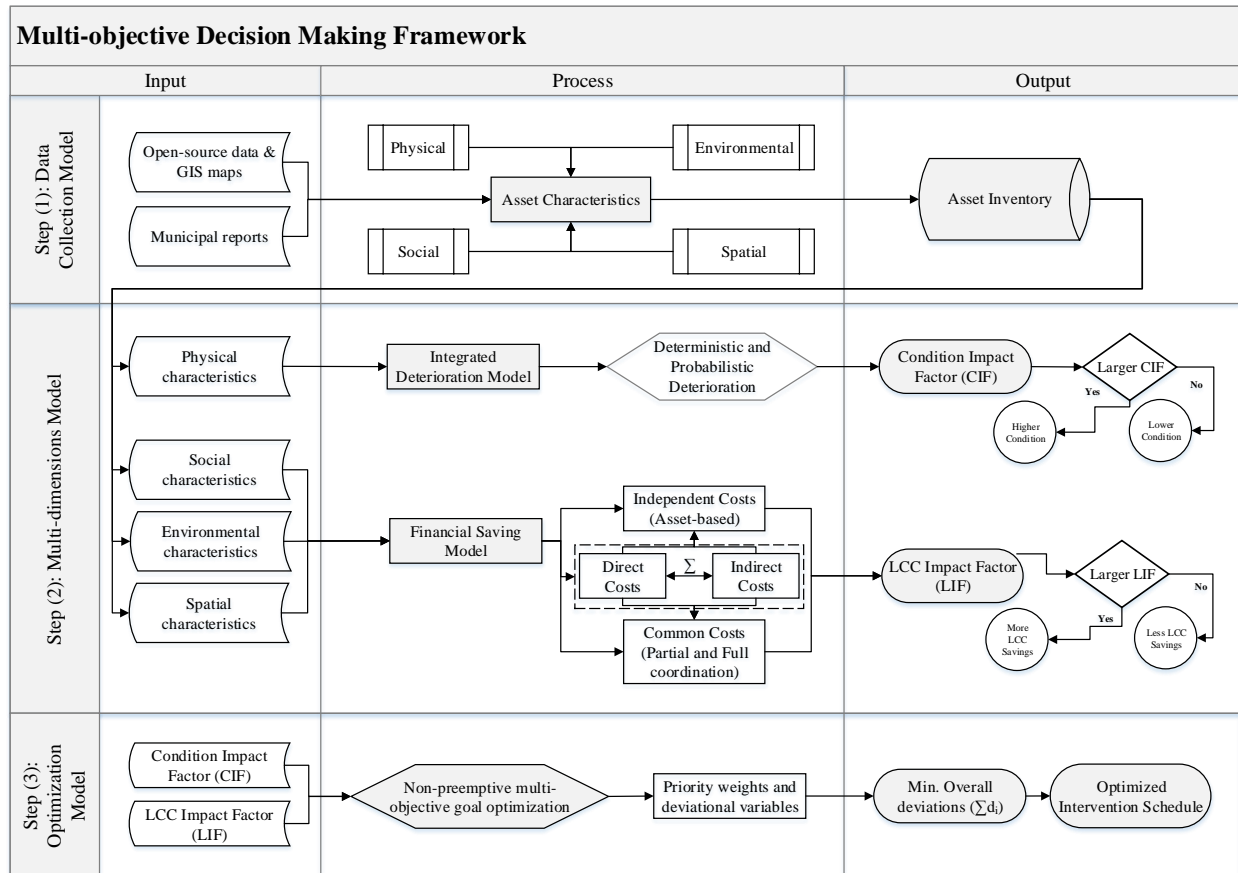 Multi-objective Decision Making Framework
Input
Process
Output
Step (1): Data
Collection Model
Open-source data &
GIS maps
Municipal reports
Physical
Environmental
Asset Characteristics
Social
Spatial
Asset Inventory
Step (2): Multi-dimensions Model
Physical
characteristics
Integrated
Deterioration Model
Deterministic and
Probabilistic
Deterioration
Condition Impact
Factor (CIF)
Larger CIF
Yes
No
Higher
Condition
Lower
Condition
Social
characteristics
Environmental
characteristics
Spatial
characteristics
Financial Saving
Model
Independent Costs
(Asset-based)
Direct
Costs
∑
Indirect
Costs
Common Costs
(Partial and Full
coordination)
LCC Impact Factor
(LIF)
Larger LIF
Yes
No
More
LCC
Savings
Less LCC
Savings
Step (3):
Optimization
Model
Condition Impact
Factor (CIF)
LCC Impact Factor
(LIF)
Non-preemptive multi-
objective goal optimization
Priority weights and
deviational variables
Min. Overall
deviations (∑dᵢ)
Optimized
Intervention Schedule